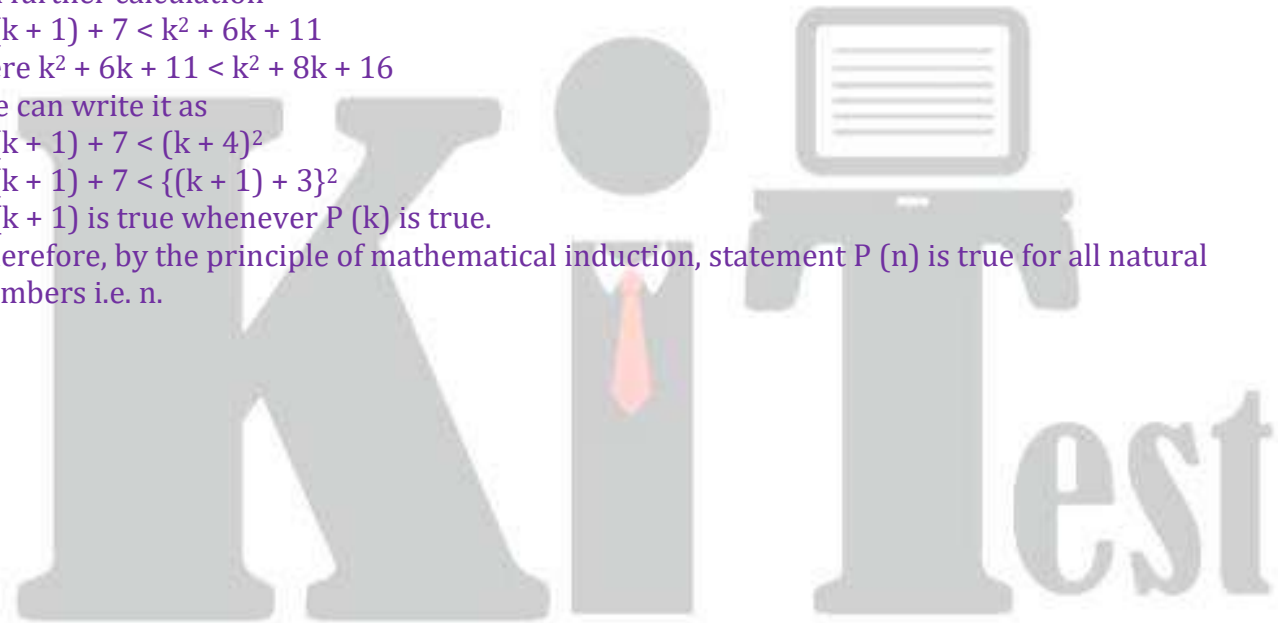 further calculation
(k + 1) + 7 < k² + 6k + 11
ere k² + 6k + 11 < k² + 8k + 16
e can write it as
(k + 1) + 7 < (k + 4)²
(k + 1) + 7 < {(k + 1) + 3}²
(k + 1) is true whenever P (k) is true.
erefore, by the principle of mathematical induction, statement P (n) is true for all natural
mbers i.e. n.
KiTest